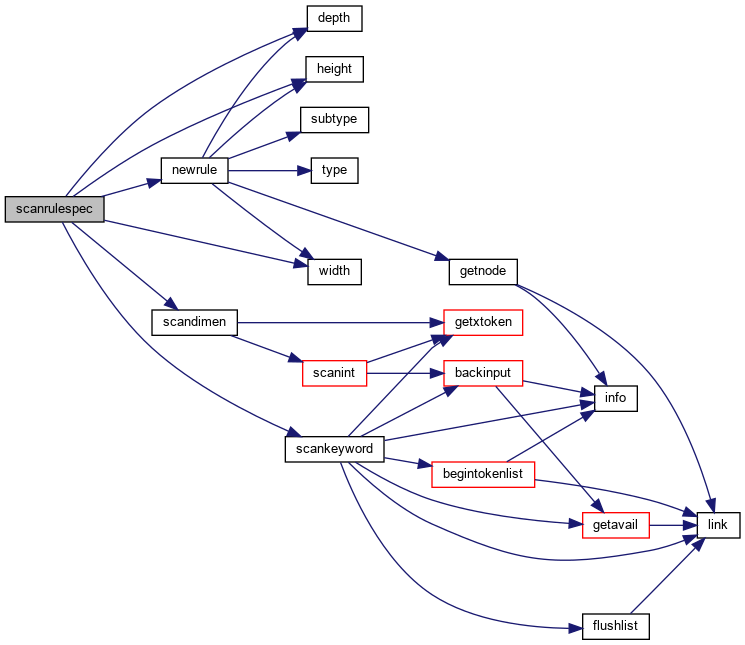 depth
height
subtype
newrule
type
scanrulespec
width
getnode
scandimen
getxtoken
scanint
backinput
info
scankeyword
begintokenlist
getavail
link
flushlist